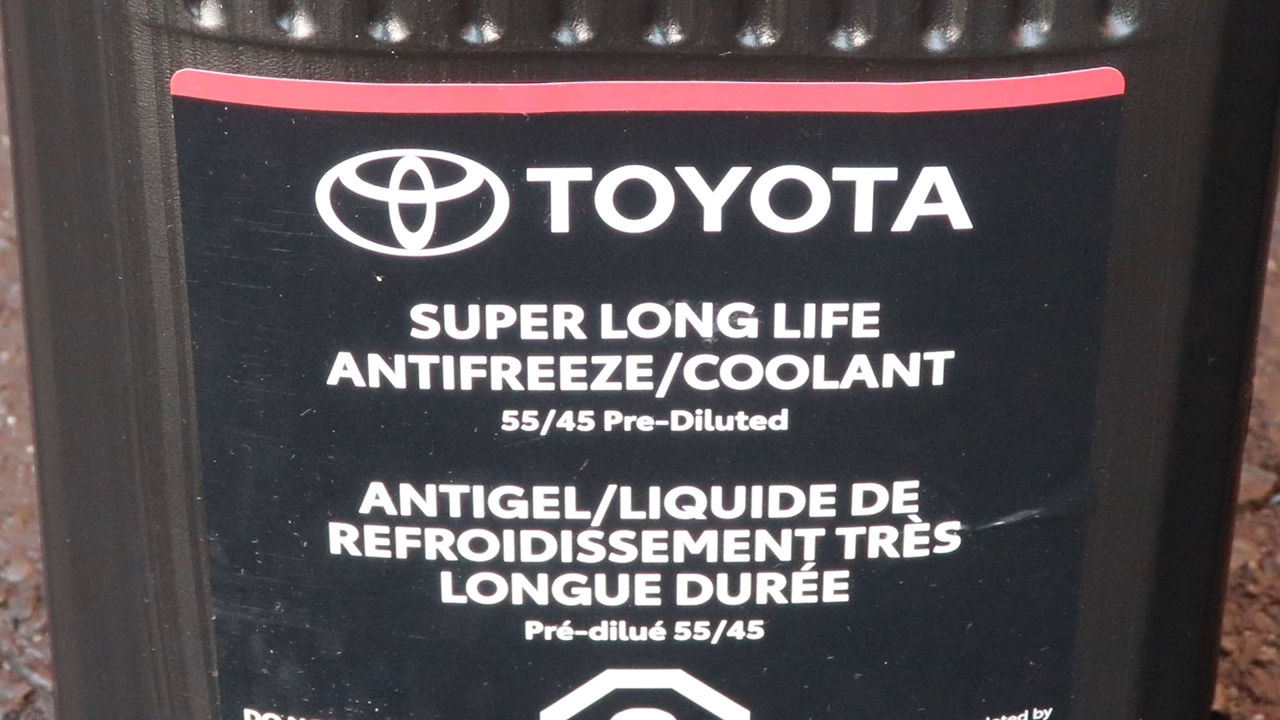 TOYOTA
SUPER LONG LIFE
ANTIFREEZE/COOLANT
55/45 Pre-Diluted
ANTIGEL/LIQUIDE DE
REFROIDISSEMENT TRÈS
LONGUE DURÉE
Pré-dilué 55/45
by